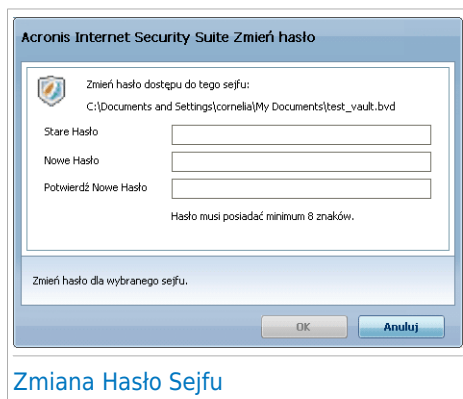 Acronis Internet Security Suite Zmień hasło
Zmień hasło dostępu do tego sejfu:
C:\Documents and Settings\cornelia\My Documents\test_vault.bvd
Stare Hasło
Nowe Hasło
Potwierdź Nowe Hasło
Hasło musi posiadać minimum 8 znaków.
Zmień hasło dla wybranego sejfu.
OK
Anuluj
Zmiana Hasło Sejfu